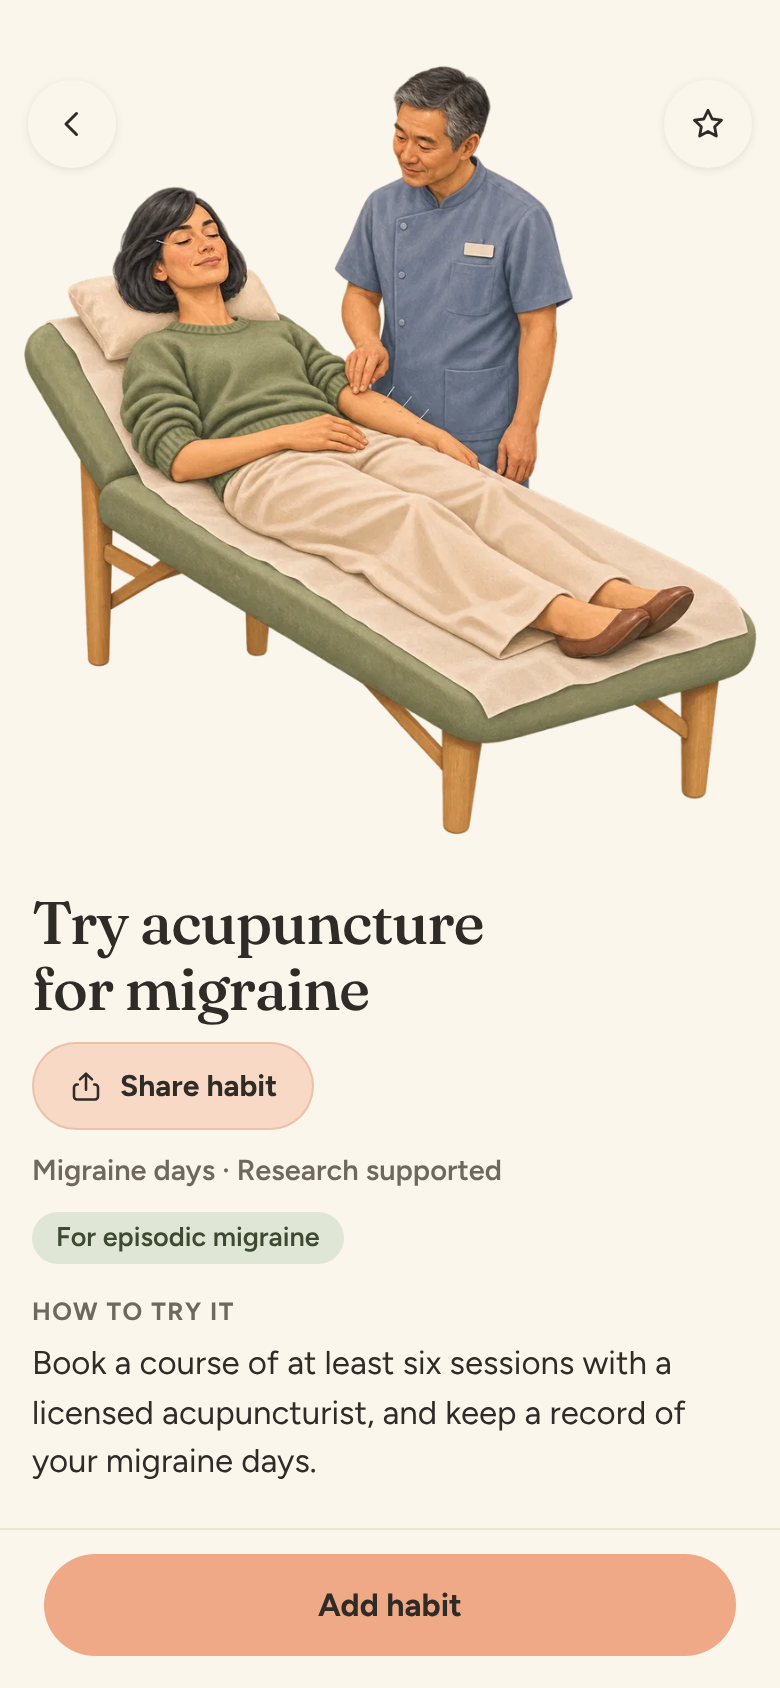 Try acupuncture
for migraine
Share habit
Migraine days · Research supported
For episodic migraine
HOW TO TRY IT
Book a course of at least six sessions with a
licensed acupuncturist, and keep a record of
your migraine days.
Add habit